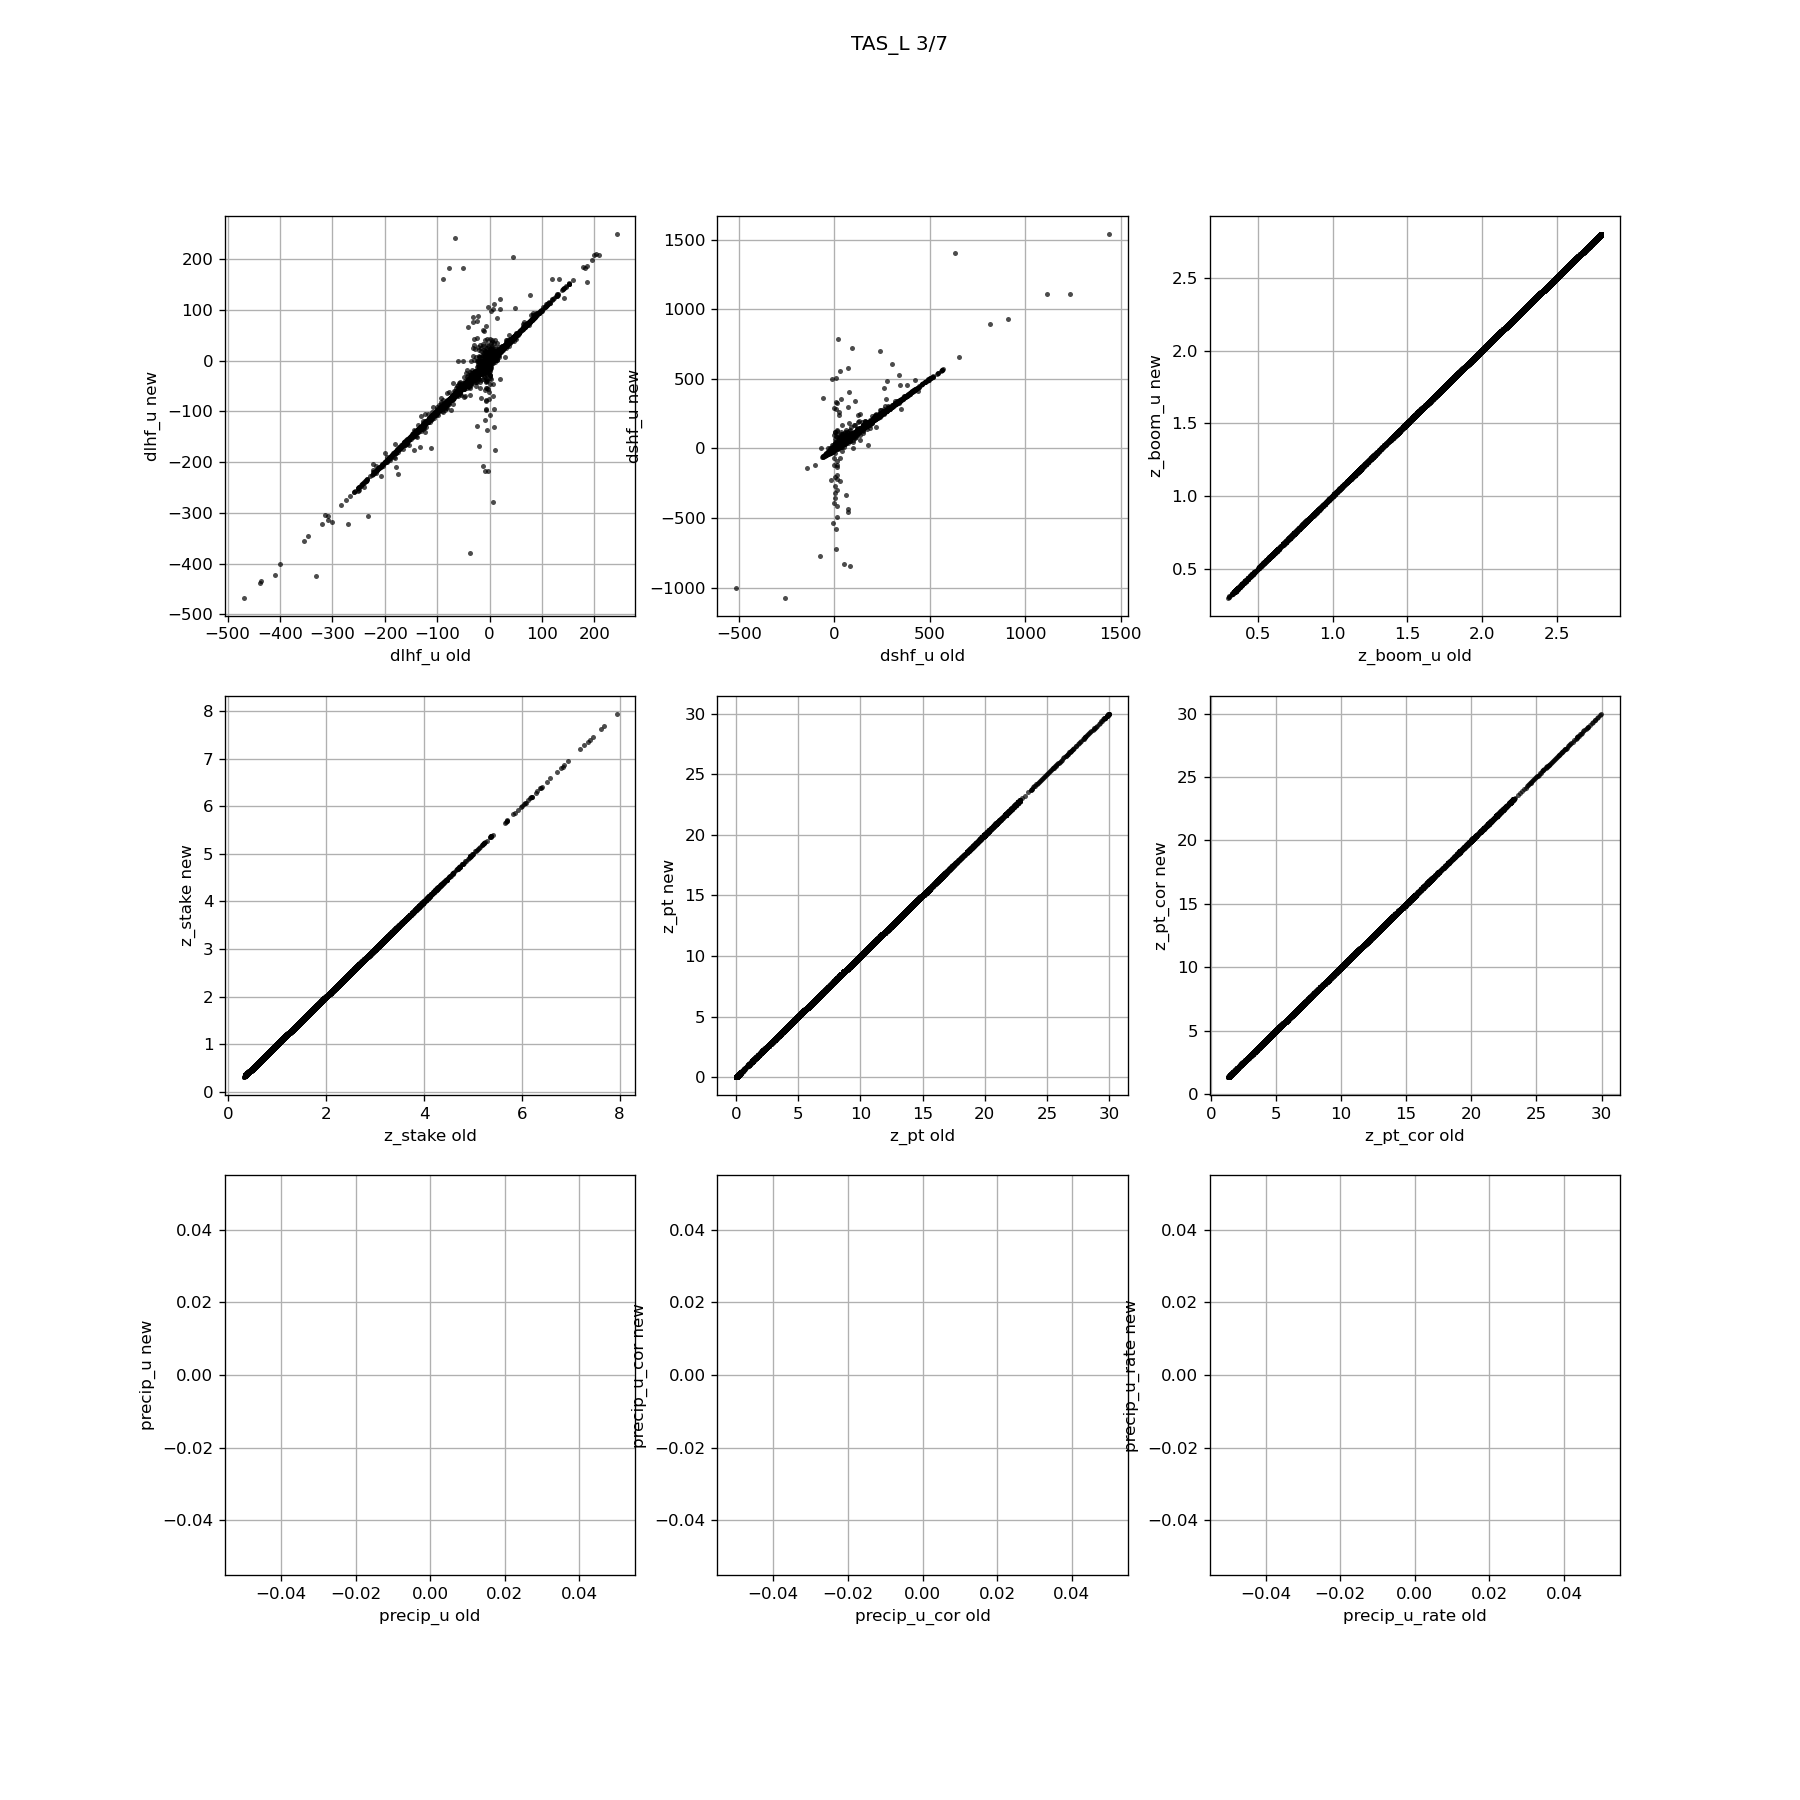 TAS_L 3/7
200
100
0
−100
−200
−300
−400
−500
dlhf_u new
−500 −400 −300 −200 −100 0 100 200
dlhf_u old
1500
1000
500
0
−500
−1000
dshf_u new
−500 0 500 1000 1500
dshf_u old
2.5
2.0
1.5
1.0
0.5
z_boom_u new
0.5 1.0 1.5 2.0 2.5
z_boom_u old
8
7
6
5
4
3
2
1
0
z_stake new
0 2 4 6 8
z_stake old
30
25
20
15
10
5
0
z_pt new
0 5 10 15 20 25 30
z_pt old
30
25
20
15
10
5
0
z_pt_cor new
0 5 10 15 20 25 30
z_pt_cor old
0.04
0.02
0.00
−0.02
−0.04
precip_u new
−0.04 −0.02 0.00 0.02 0.04
precip_u old
0.04
0.02
0.00
−0.02
−0.04
precip_u_cor new
−0.04 −0.02 0.00 0.02 0.04
precip_u_cor old
0.04
0.02
0.00
−0.02
−0.04
precip_u_rate new
−0.04 −0.02 0.00 0.02 0.04
precip_u_rate old